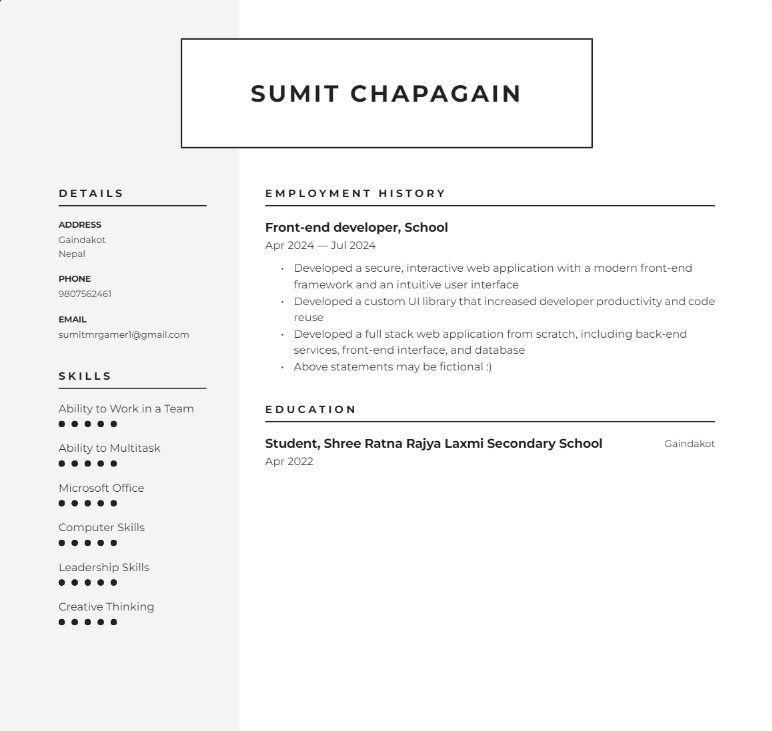 SUMIT CHAPAGAIN
DETAILS
ADDRESS
Gaindakot
Nepal
PHONE
9807562461
EMAIL
sumitmrgamer1@gmail.com
SKILLS
Ability to Work in a Team
Ability to Multitask
Microsoft Office
Computer Skills
Leadership Skills
Creative Thinking
EMPLOYMENT HISTORY
Front-end developer, School
Apr 2024 — Jul 2024
• Developed a secure, interactive web application with a modern front-end
framework and an intuitive user interface
• Developed a custom UI library that increased developer productivity and code
reuse
• Developed a full stack web application from scratch, including back-end
services, front-end interface, and database
• Above statements may be fictional :)
EDUCATION
Student, Shree Ratna Rajya Laxmi Secondary School Gaindakot
Apr 2022